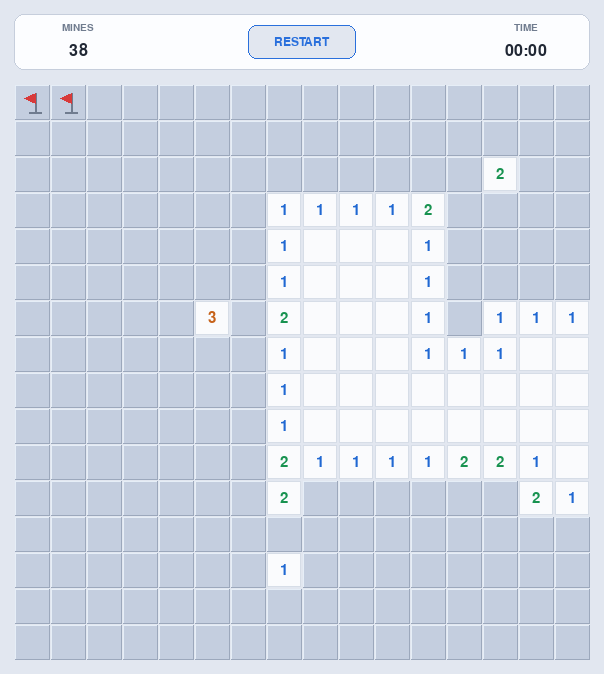 MINES
38
RESTART
TIME
00:00
2
1 1 1 1 2
1 1
1 1
3 2 1 1 1 1
1 1 1 1
1
1
2 1 1 1 1 2 2 1
2 2 1
1